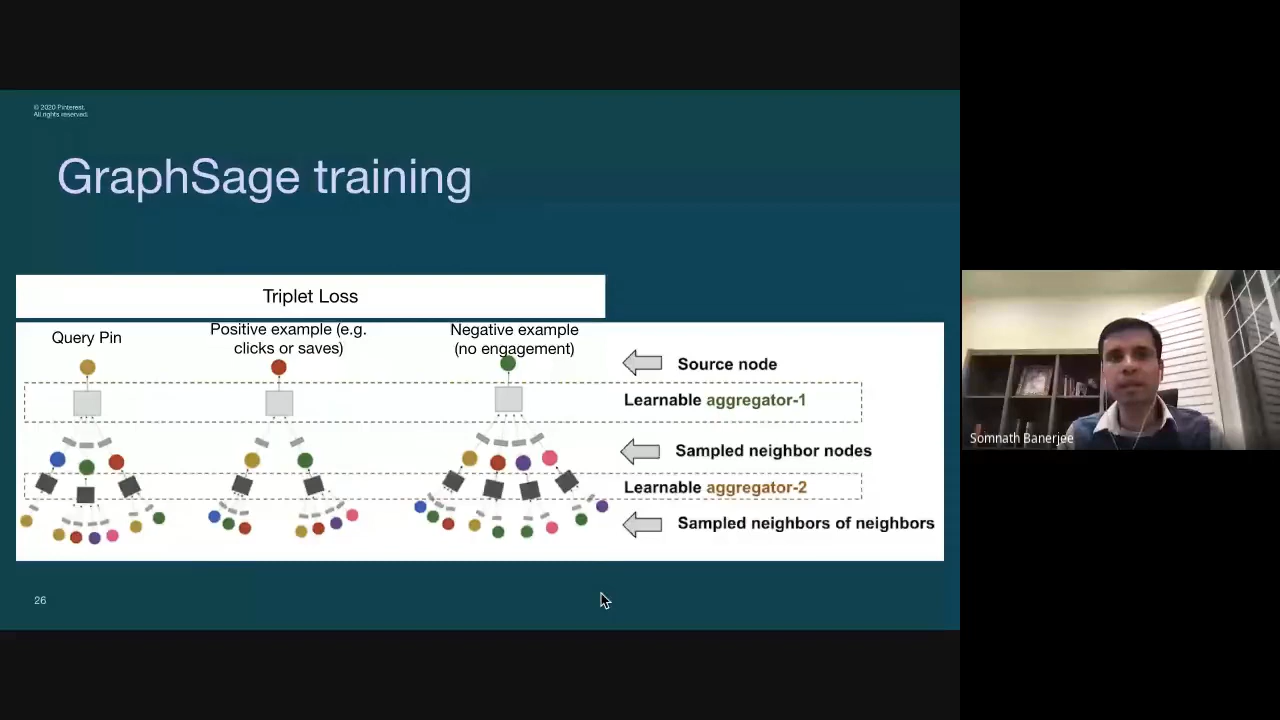 © 2020 Pinterest.
All rights reserved.
GraphSage training
Triplet Loss
Query Pin
Positive example (e.g.
clicks or saves)
Negative example
(no engagement)
Source node
Learnable aggregator-1
Sampled neighbor nodes
Learnable aggregator-2
Sampled neighbors of neighbors
26
Somnath Banerjee